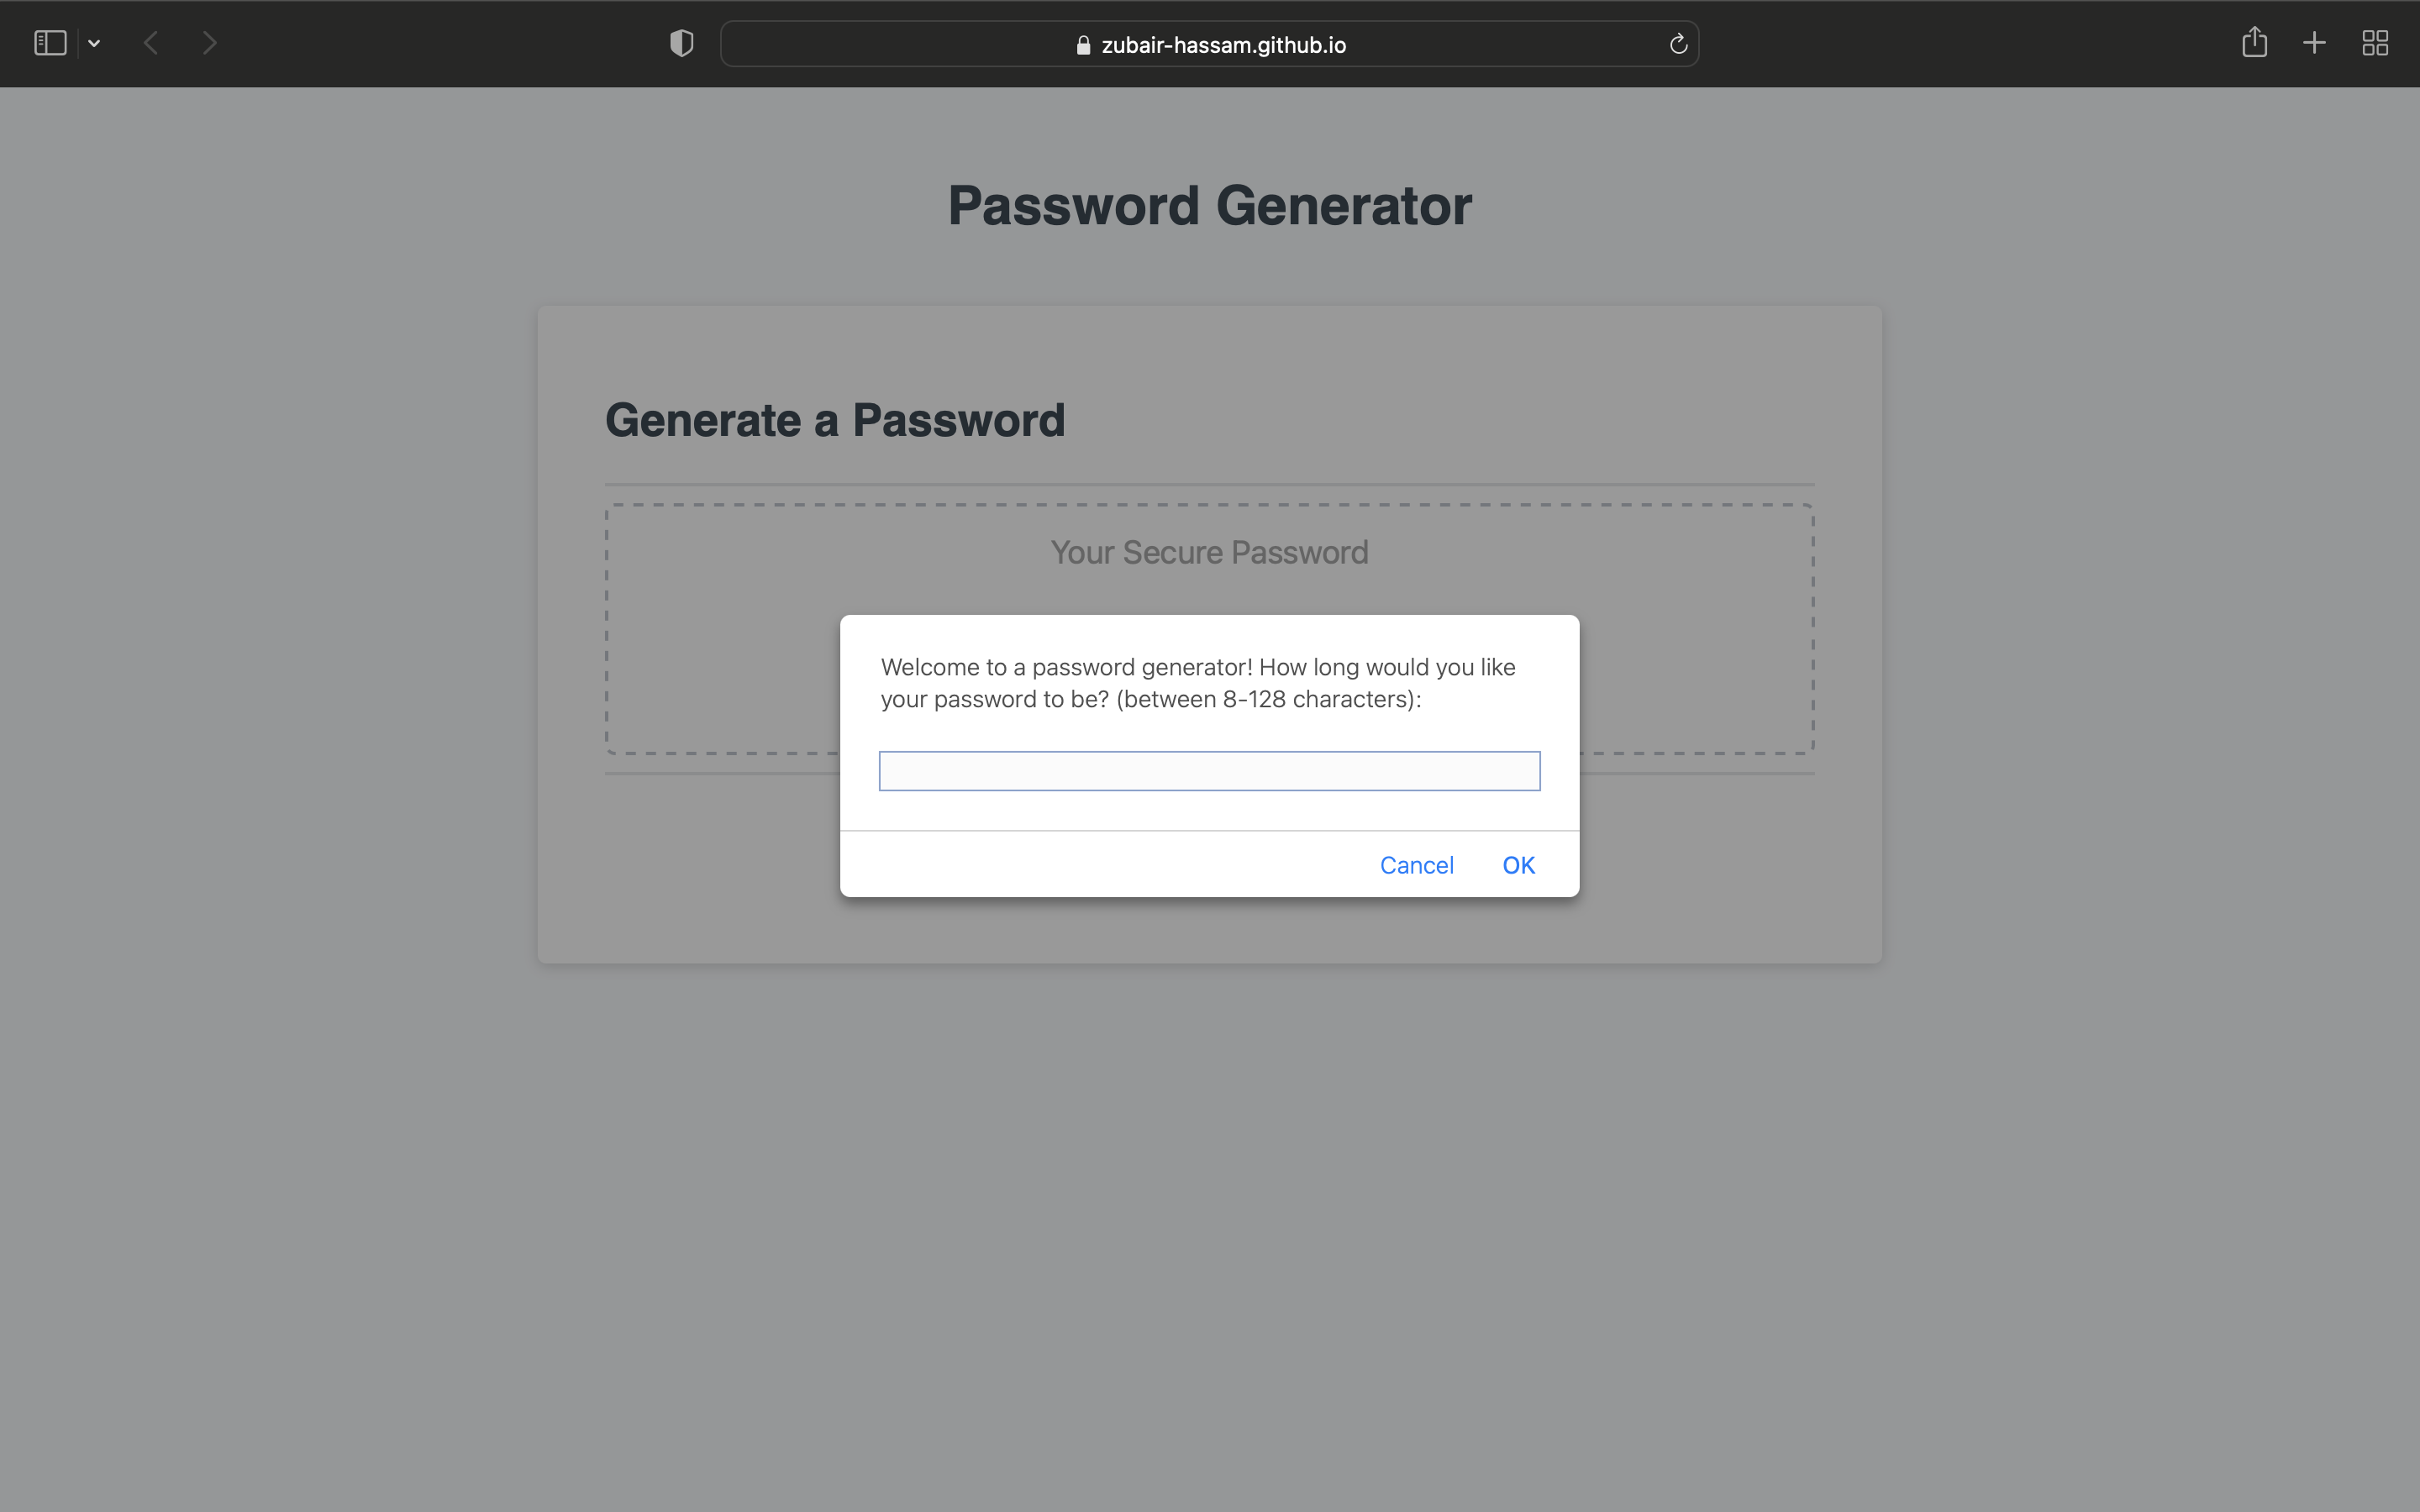 zubair-hassam.github.io
Password Generator
Generate a Password
Your Secure Password
Welcome to a password generator! How long would you like
your password to be? (between 8-128 characters):
Cancel OK